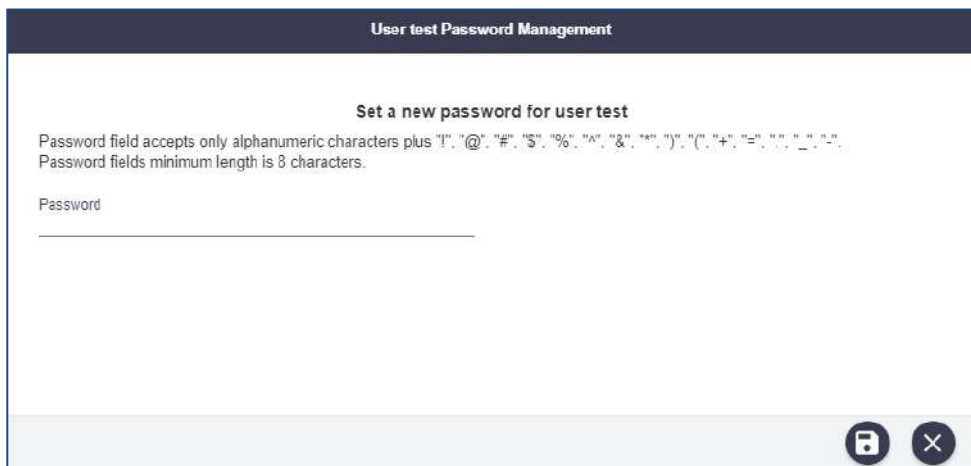 User test Password Management
Set a new password for user test
Password field accepts only alphanumeric characters plus "!", "@", "#", "$", "%", "^", "&", "*", ")", "(", "+", "=", ".", "_", "-".
Password fields minimum length is 8 characters.
Password